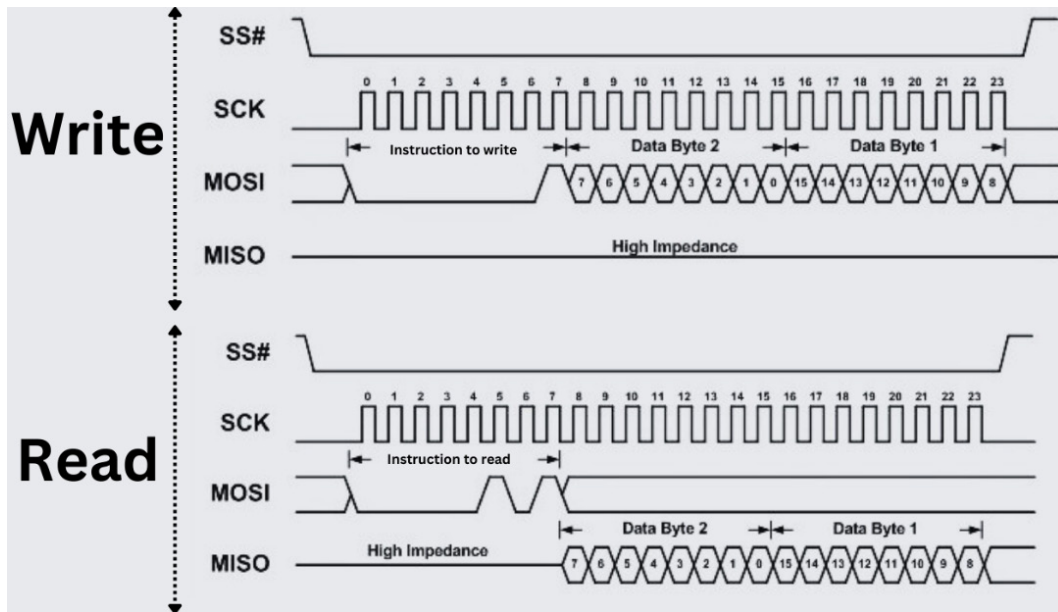 Write
SS#
0 1 2 3 4 5 6 7 8 9 10 11 12 13 14 15 16 17 18 19 20 21 22 23
SCK
Instruction to write Data Byte 2 Data Byte 1
MOSI 7 6 5 4 3 2 1 0 15 14 13 12 11 10 9 8
High Impedance
MISO
Read
SS#
0 1 2 3 4 5 6 7 8 9 10 11 12 13 14 15 16 17 18 19 20 21 22 23
SCK
Instruction to read
MOSI
Data Byte 2 Data Byte 1
High Impedance
MISO 7 6 5 4 3 2 1 0 15 14 13 12 11 10 9 8